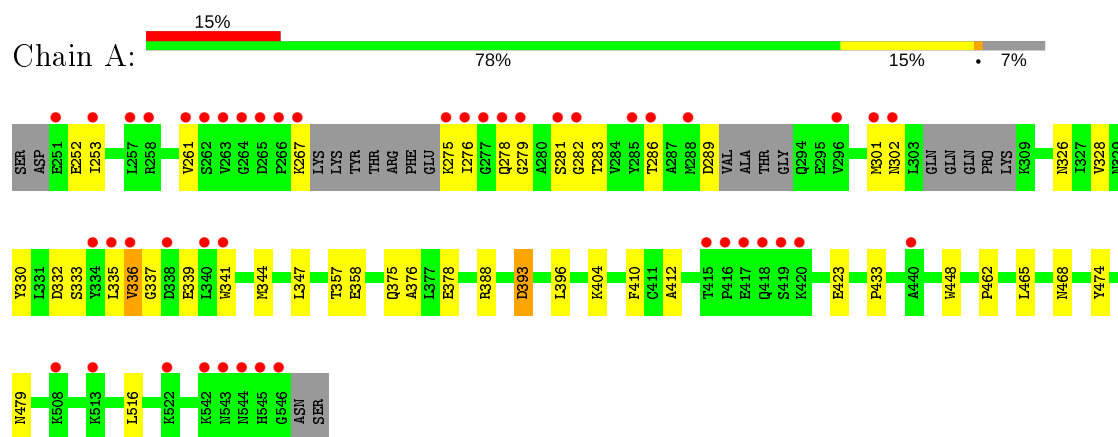 15%
Chain A:
78% 15% • 7%
SER ASP E251 E252 I253 L257 R258 V261 S262 V263 G264 D265 P266 K267 LYS LYS TYR THR ARG PHE GLU K275 I276 G277 Q278 G279 A280 S281 G282 T283 V284 Y285 T286 A287 M288 D289 VAL ALA THR GLY Q294 E295 V296 M301 N302 L303 GLN GLN GLN PRO LYS K309 N326 I327 V328 N329
Y330 L331 D332 S333 Y334 L335 V336 G337 D338 E339 L340 W341 M344 L347 T357 E358 Q375 A376 L377 E378 R388 D393 L396 K404 F410 C411 A412 T415 P416 E417 Q418 S419 K420 E423 P433 A440 W448 P462 L465 N468 Y474
N479 K508 K513 L516 K522 K542 N543 N544 H545 G546 ASN SER